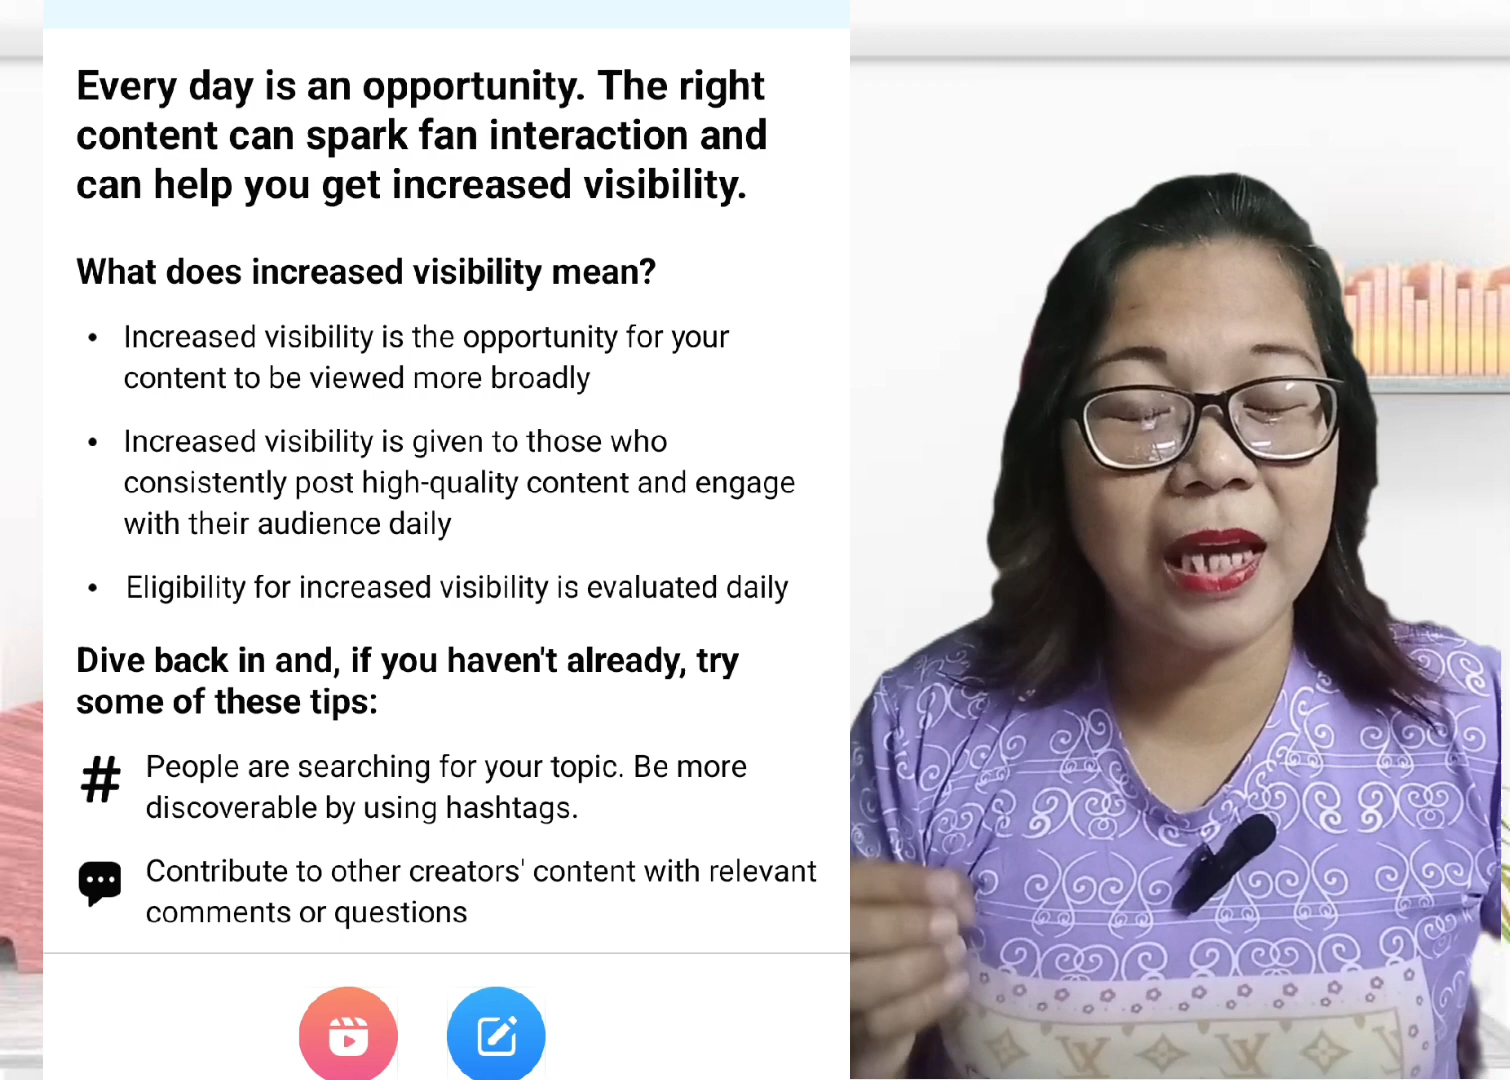 Every day is an opportunity. The right
content can spark fan interaction and
can help you get increased visibility.
What does increased visibility mean?
• Increased visibility is the opportunity for your
content to be viewed more broadly
• Increased visibility is given to those who
consistently post high-quality content and engage
with their audience daily
• Eligibility for increased visibility is evaluated daily
Dive back in and, if you haven't already, try
some of these tips:
# People are searching for your topic. Be more
discoverable by using hashtags.
Contribute to other creators' content with relevant
comments or questions